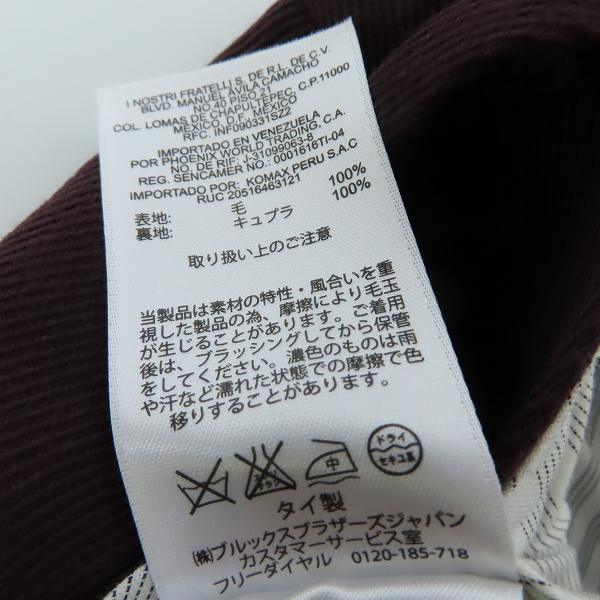 I NOSTRI FRATELLI S. DE R.L. DE C.V.
BLVD. MANUEL AVILA CAMACHO
NO 40 PISO 21
COL. LOMAS DE CHAPULTEPEC, C.P.11000
MEXICO, D.F. MEXICO
RFC. INF090331SZ2
IMPORTADO EN VENEZUELA
POR PHOENIX WORLD TRADING, C.A.
NO. DE RIF: J-31099063-8
REG. SENCAMER NO.: 0001616TI-04
IMPORTADO POR: KOMAX PERU S.A.C
RUC 20516463121
表地: 毛 100%
裏地: キュプラ 100%
取り扱い上のご注意
当製品は素材の特性・風合いを重
視した製品の為、摩擦により毛玉
が生じることがあります。ご着用
後は、ブラッシングしてから保管
をしてください。濃色のものは雨
や汗など濡れた状態での摩擦で色
移りすることがあります。
エンソ サラシ 中 ドライ セキユ系
タイ製
㈱ブルックスブラザーズジャパン
カスタマーサービス室
フリーダイヤル 0120-185-718